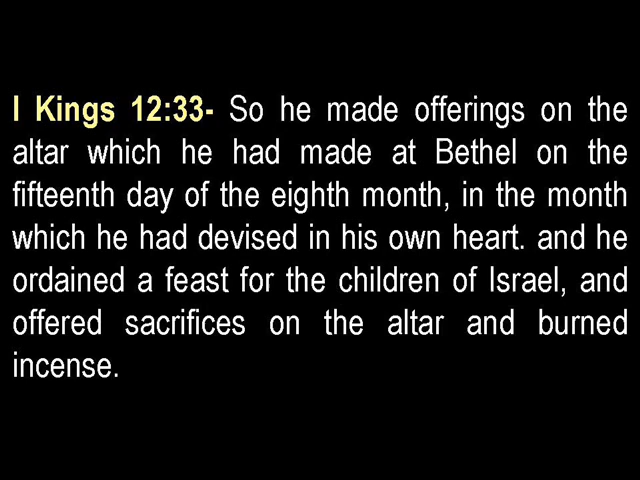 I Kings 12:33- So he made offerings on the
altar which he had made at Bethel on the
fifteenth day of the eighth month, in the month
which he had devised in his own heart. and he
ordained a feast for the children of Israel, and
offered sacrifices on the altar and burned
incense.